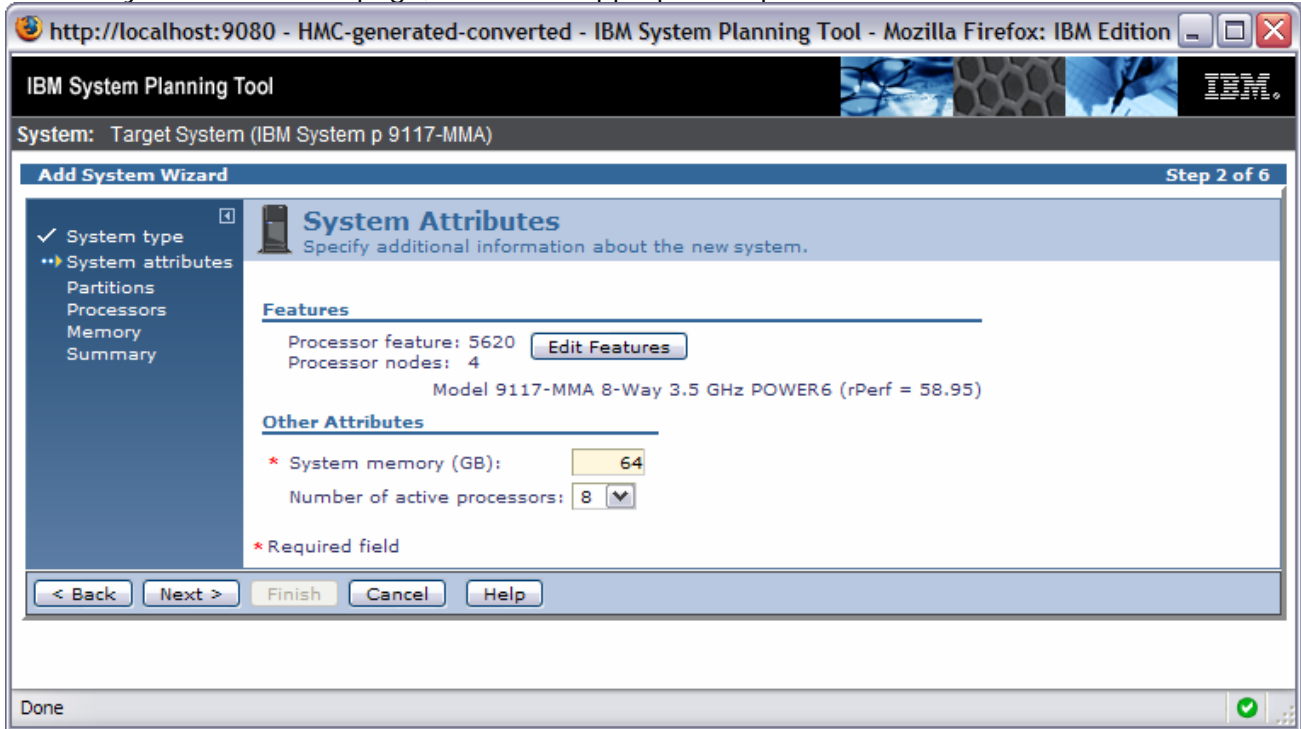 http://localhost:9080 - HMC-generated-converted - IBM System Planning Tool - Mozilla Firefox: IBM Edition
IBM System Planning Tool
IBM.
System: Target System (IBM System p 9117-MMA)
Add System Wizard
Step 2 of 6
System type
System attributes
Partitions
Processors
Memory
Summary
System Attributes
Specify additional information about the new system.
Features
Processor feature: 5620
Edit Features
Processor nodes: 4
Model 9117-MMA 8-Way 3.5 GHz POWER6 (rPerf = 58.95)
Other Attributes
* System memory (GB): 64
Number of active processors: 8
* Required field
< Back
Next >
Finish
Cancel
Help
Done